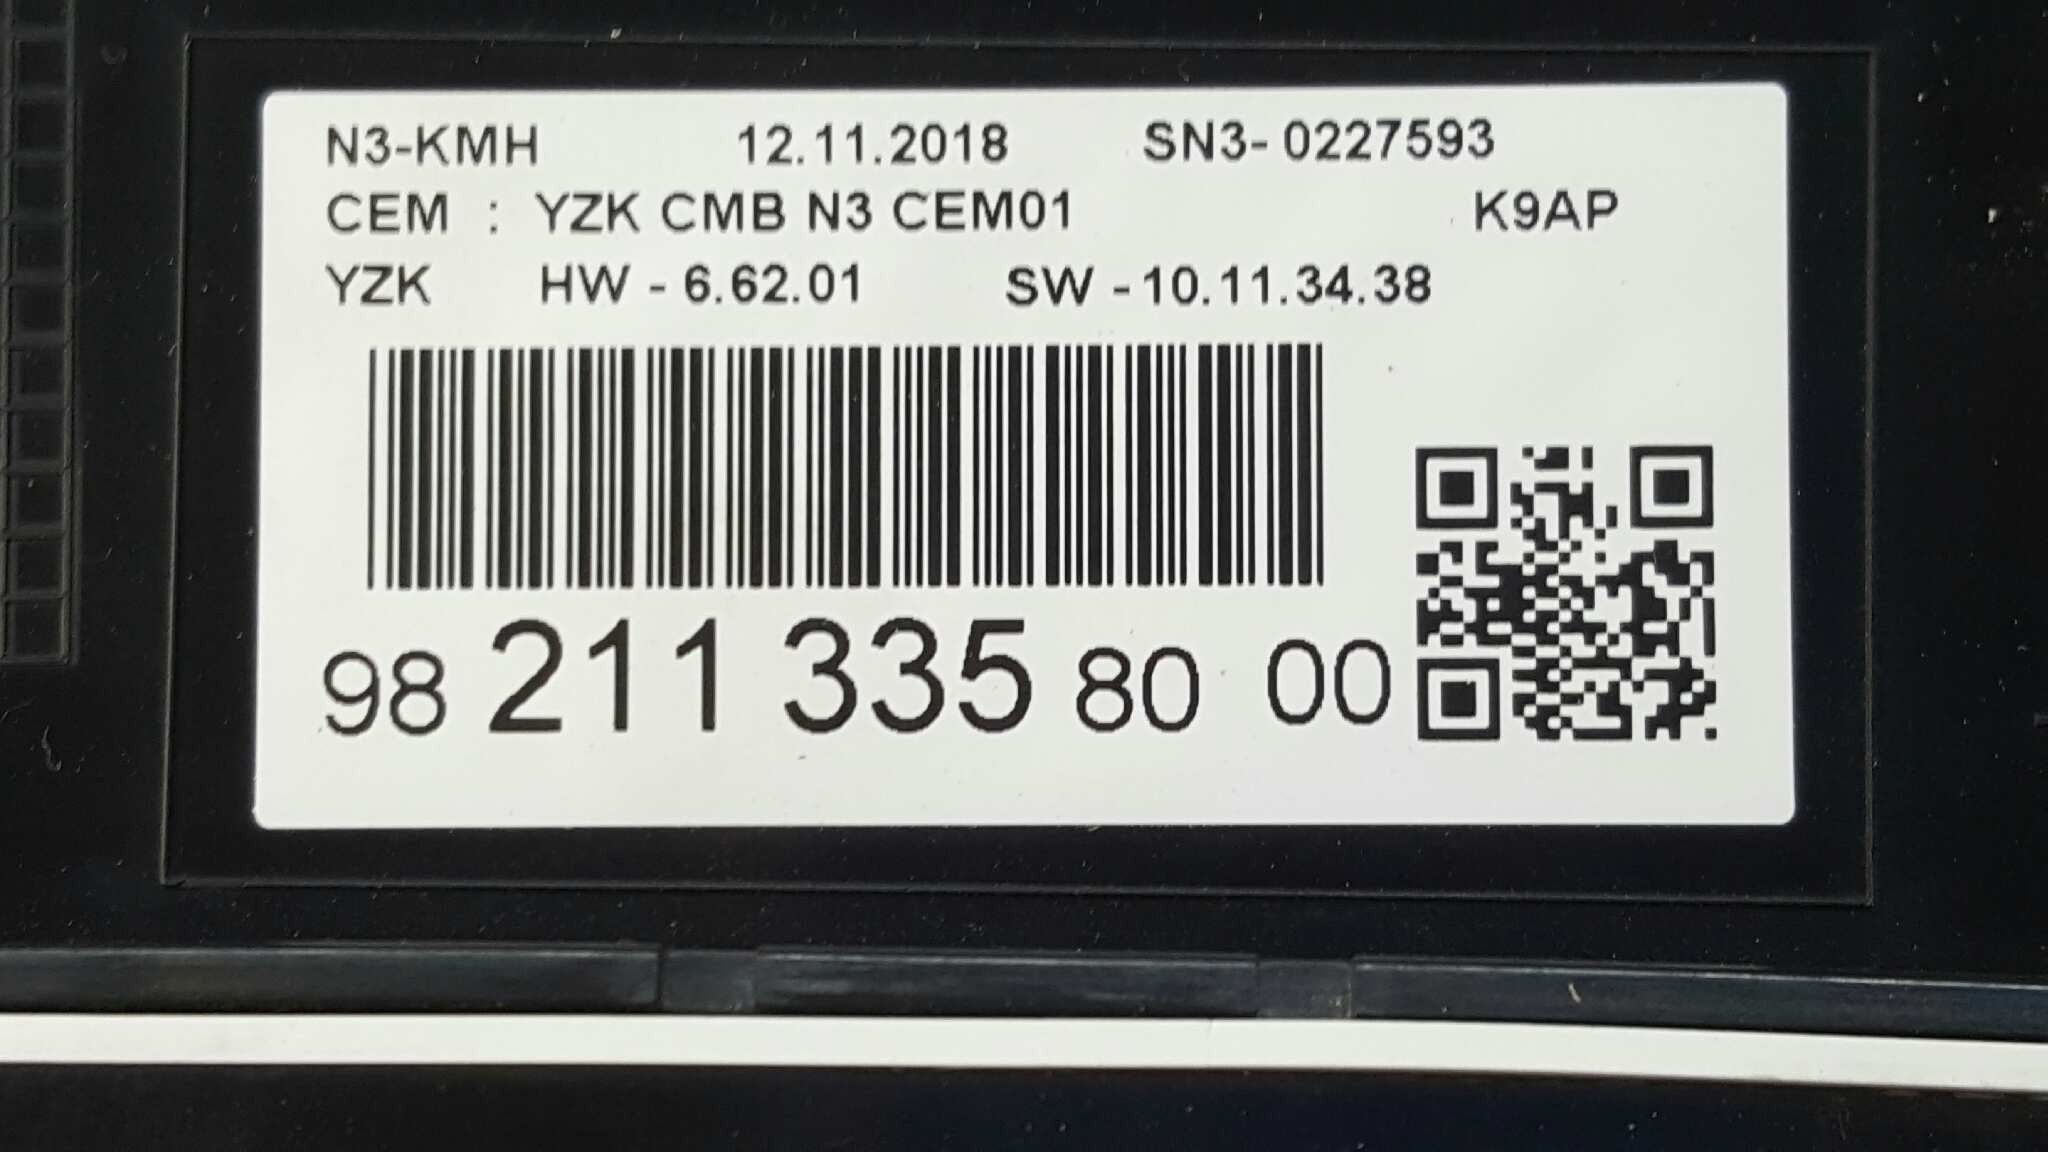 N3-KMH 12.11.2018 SN3- 0227593
CEM : YZK CMB N3 CEM01 K9AP
YZK HW - 6.62.01 SW -10.11.34.38
98 211 335 80 00